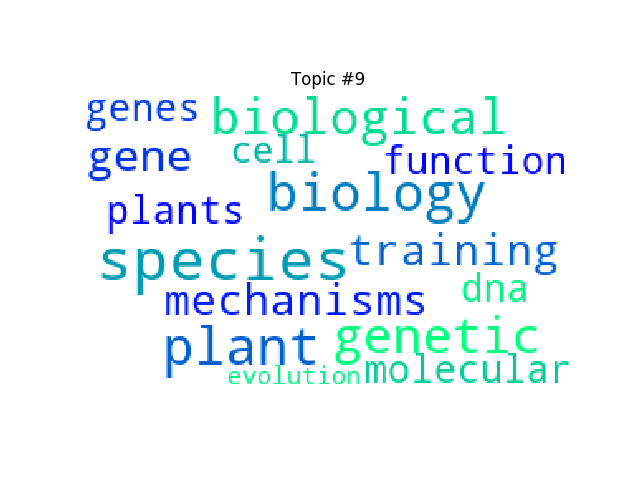 Topic #9
genes biological
gene cell function
plants biology
species training
mechanisms dna
plant genetic
evolution molecular